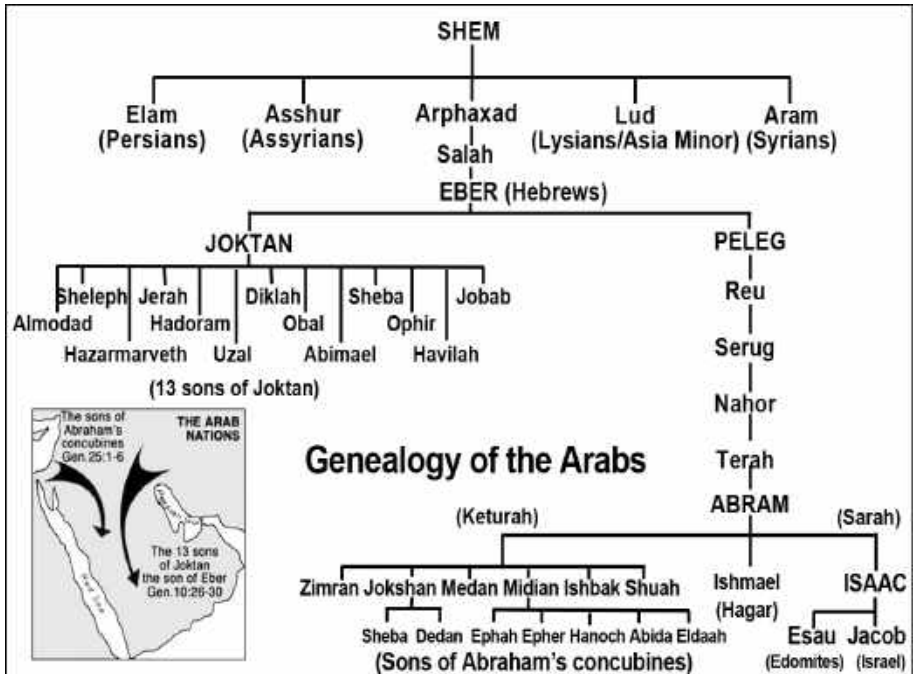 SHEM
Elam
(Persians)
Asshur
(Assyrians)
Arphaxad
Lud
(Lysians/Asia Minor)
Aram
(Syrians)
Salah
EBER (Hebrews)
JOKTAN
PELEG
Almodad
Sheleph
Hazarmarveth
Jerah
Hadoram
Uzal
Diklah
Obal
Abimael
Sheba
Ophir
Havilah
Jobab
(13 sons of Joktan)
Reu
Serug
Nahor
Terah
ABRAM
The sons of
Abraham's
concubines
Gen.25:1-6
THE ARAB
NATIONS
Red Sea
The 13 sons
of Joktan
the son of Eber
Gen.10:26-30
Genealogy of the Arabs
(Keturah)
(Sarah)
Zimran Jokshan Medan Midian Ishbak Shuah
Ishmael
(Hagar)
ISAAC
Sheba Dedan Ephah Epher Hanoch Abida Eldaah
(Sons of Abraham's concubines)
Esau
(Edomites)
Jacob
(Israel)